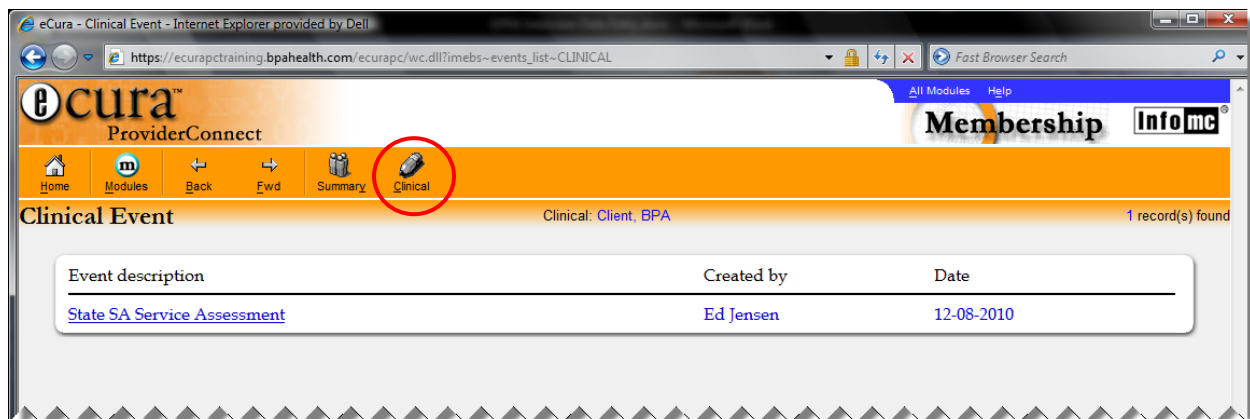 eCura - Clinical Event - Internet Explorer provided by Dell
https://ecurapctraining.bpahealth.com/ecurapc/wc.dll?imebs~events_list~CLINICAL
Fast Browser Search
ecura™
ProviderConnect
All Modules Help
Membership
Infomc®
Home Modules Back Fwd Summary Clinical
Clinical Event Clinical: Client, BPA 1 record(s) found
Event description Created by Date
State SA Service Assessment Ed Jensen 12-08-2010